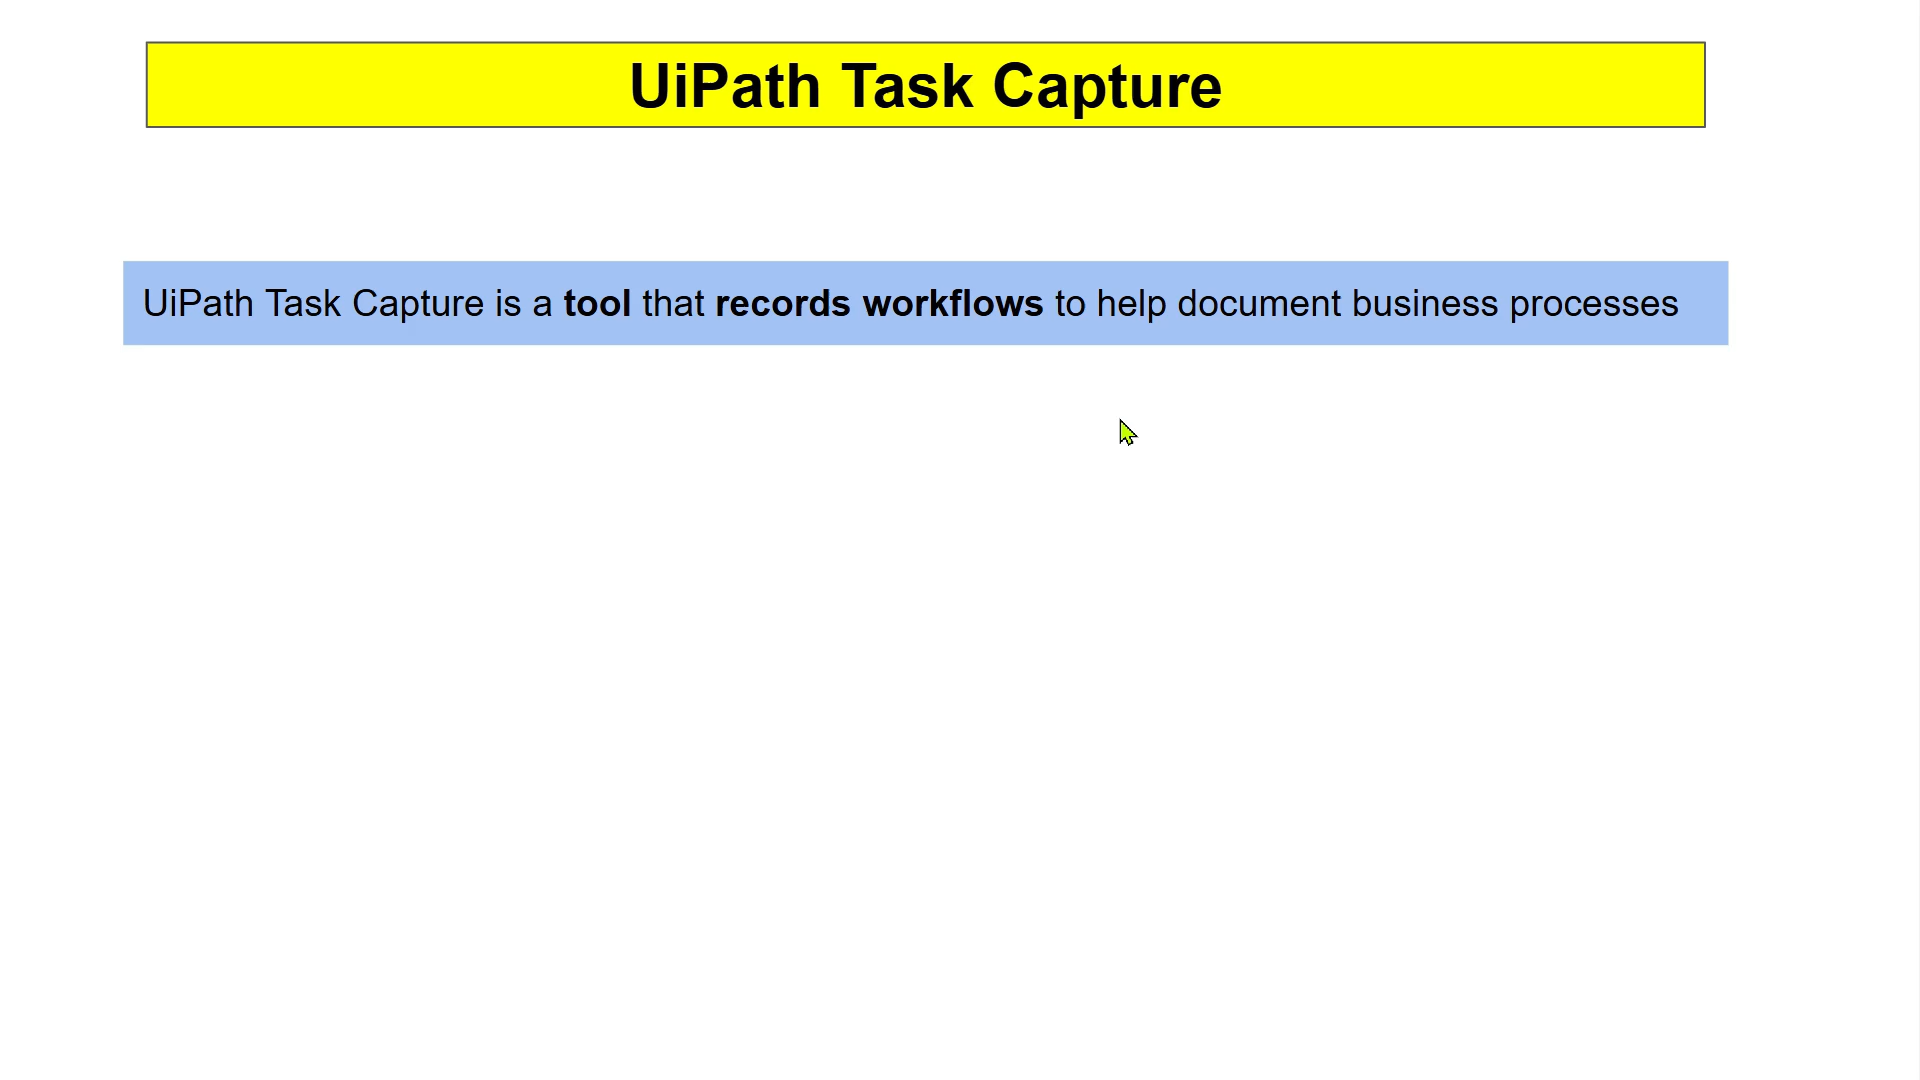 UiPath Task Capture
UiPath Task Capture is a tool that records workflows to help document business processes